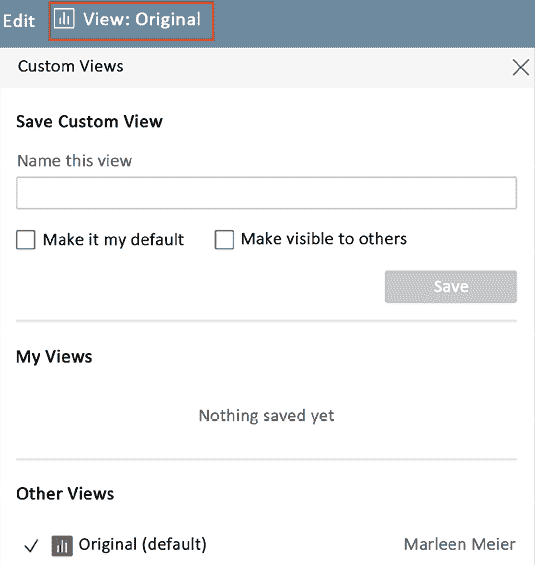 Edit View: Original
Custom Views
Save Custom View
Name this view
Make it my default Make visible to others
Save
My Views
Nothing saved yet
Other Views
Original (default) Marleen Meier